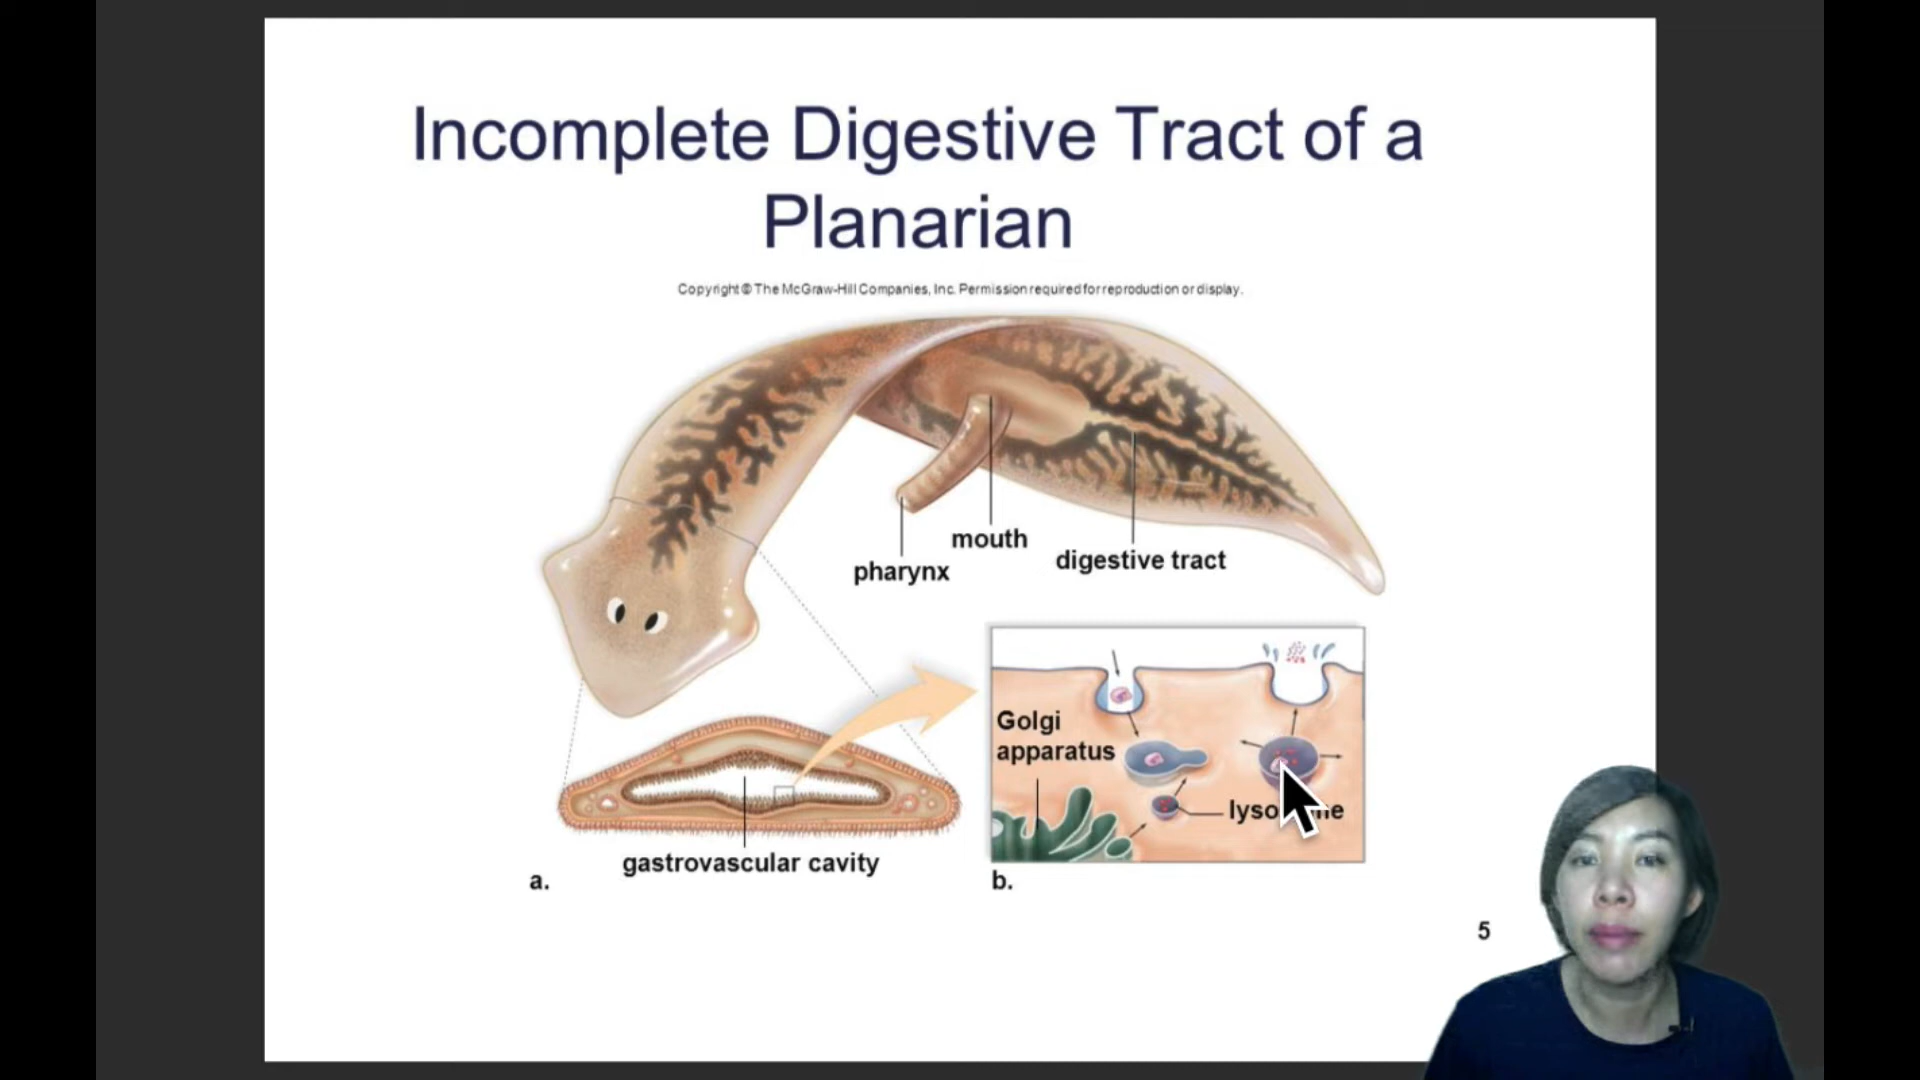 Incomplete Digestive Tract of a
Planarian
Copyright © The McGraw-Hill Companies, Inc. Permission required for reproduction or display.
mouth
pharynx
digestive tract
Golgi
apparatus
gastrovascular cavity
a.
b.
5